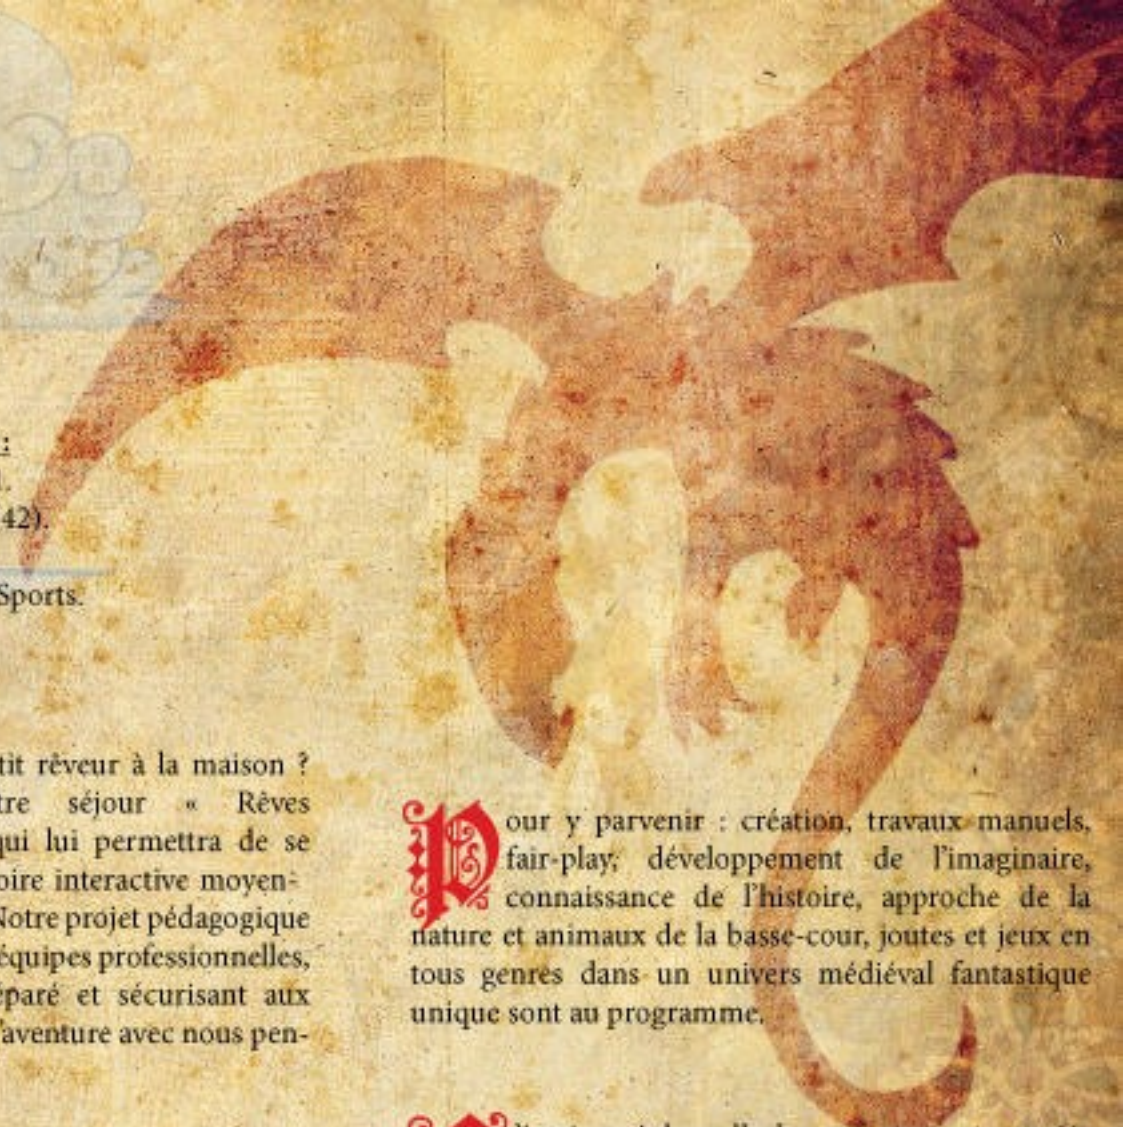 :
42).
Sports.
tit rêveur à la maison ?
tre séjour « Rêves
qui lui permettra de se
oire interactive moyen-
Notre projet pédagogique
équipes professionnelles,
éparé et sécurisant aux
'aventure avec nous pen-
Pour y parvenir : création, travaux manuels,
fair-play, développement de l'imaginaire,
connaissance de l'histoire, approche de la
nature et animaux de la basse-cour, joutes et jeux en
tous genres dans un univers médiéval fantastique
unique sont au programme.